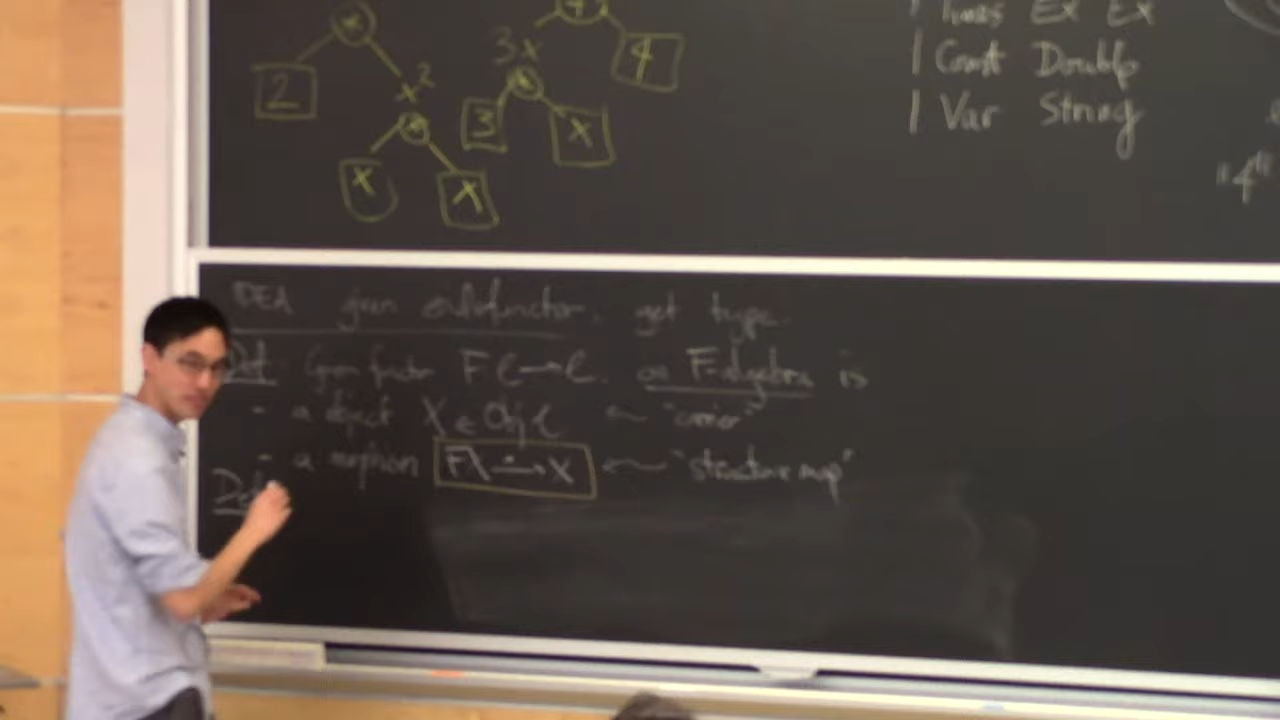 2
x²
x
x
3x
3
x
4
| Times Ex Ex
| Const Double
| Var String
"4"
IDEA given endofunctor, get type
Def: Given functor F C → C, an F-algebra is
- a object X ∈ Obj C ← "carrier"
- a morphism FX → X ← "structure map"
Def: